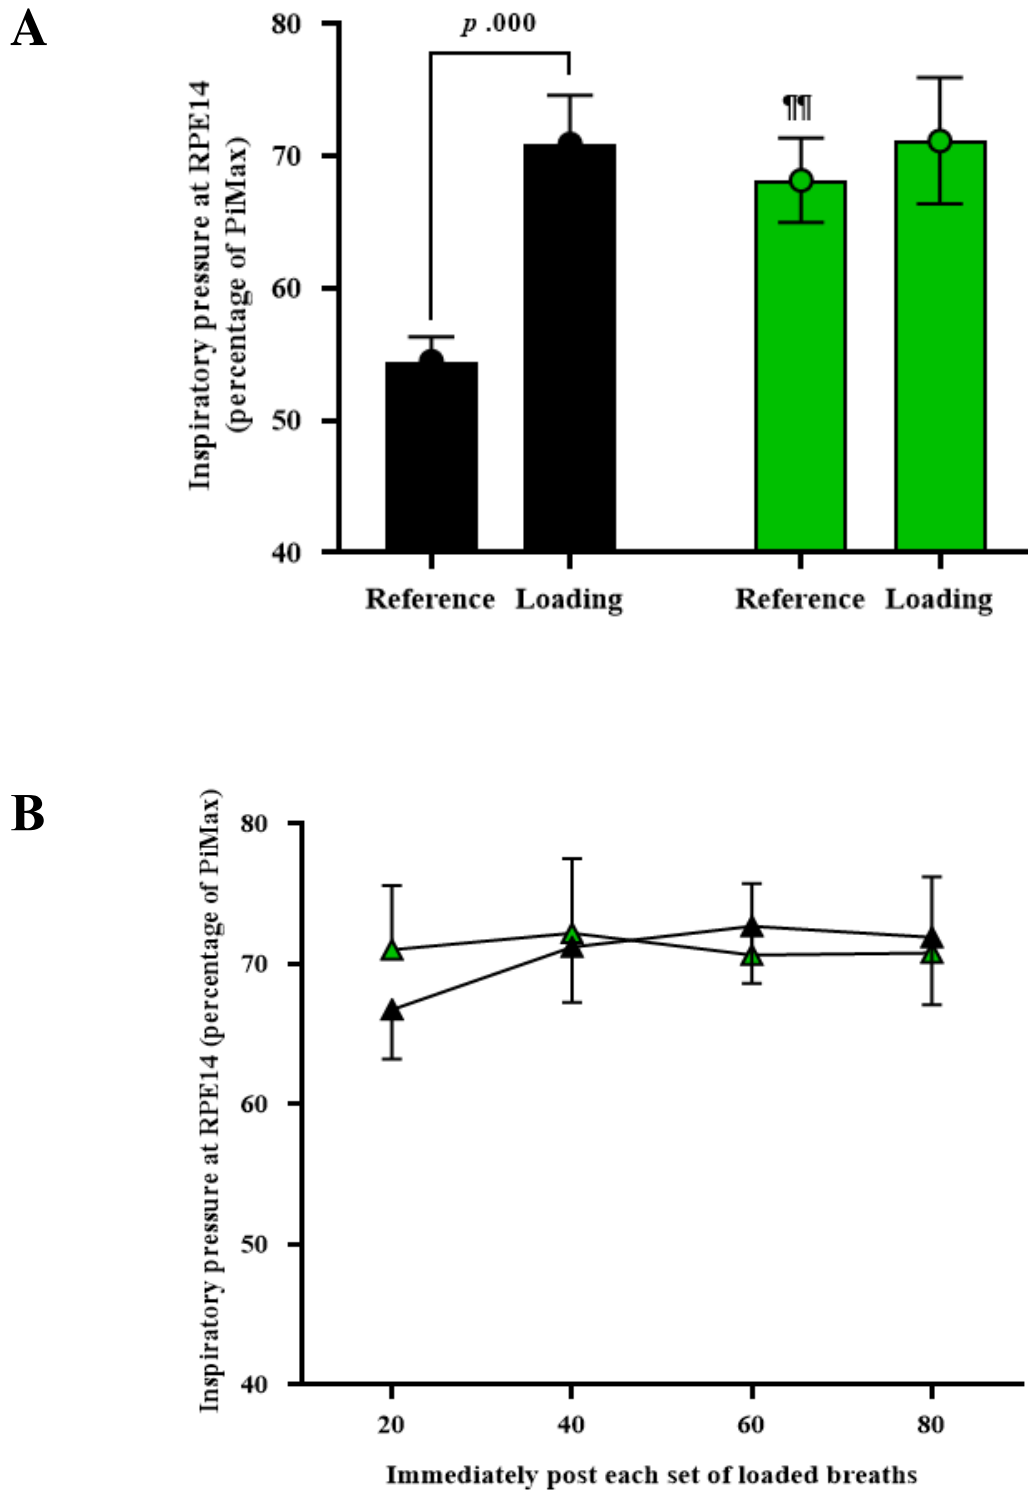 A
p .000
Inspiratory pressure at RPE14
(percentage of PiMax)
80
70
60
50
40
¶¶
Reference Loading Reference Loading
B
Inspiratory pressure at RPE14 (percentage of PiMax)
80
70
60
50
40
20 40 60 80
Immediately post each set of loaded breaths